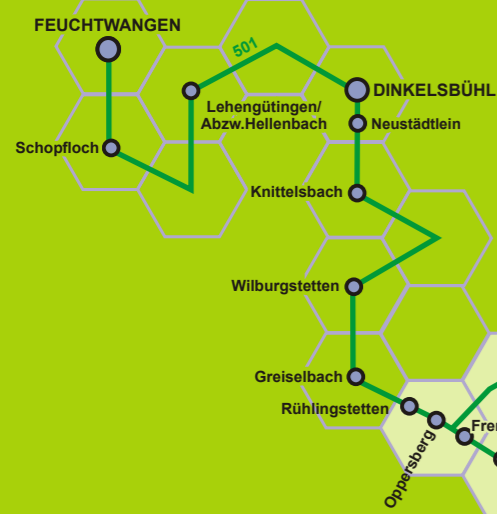 FEUCHTWANGEN
501
DINKELSBÜHL
Lehengütingen/
Abzw.Hellenbach
Neustädtlein
Schopfloch
Knittelsbach
Wilburgstetten
Greiselbach
Rühlingstetten
Oppersberg